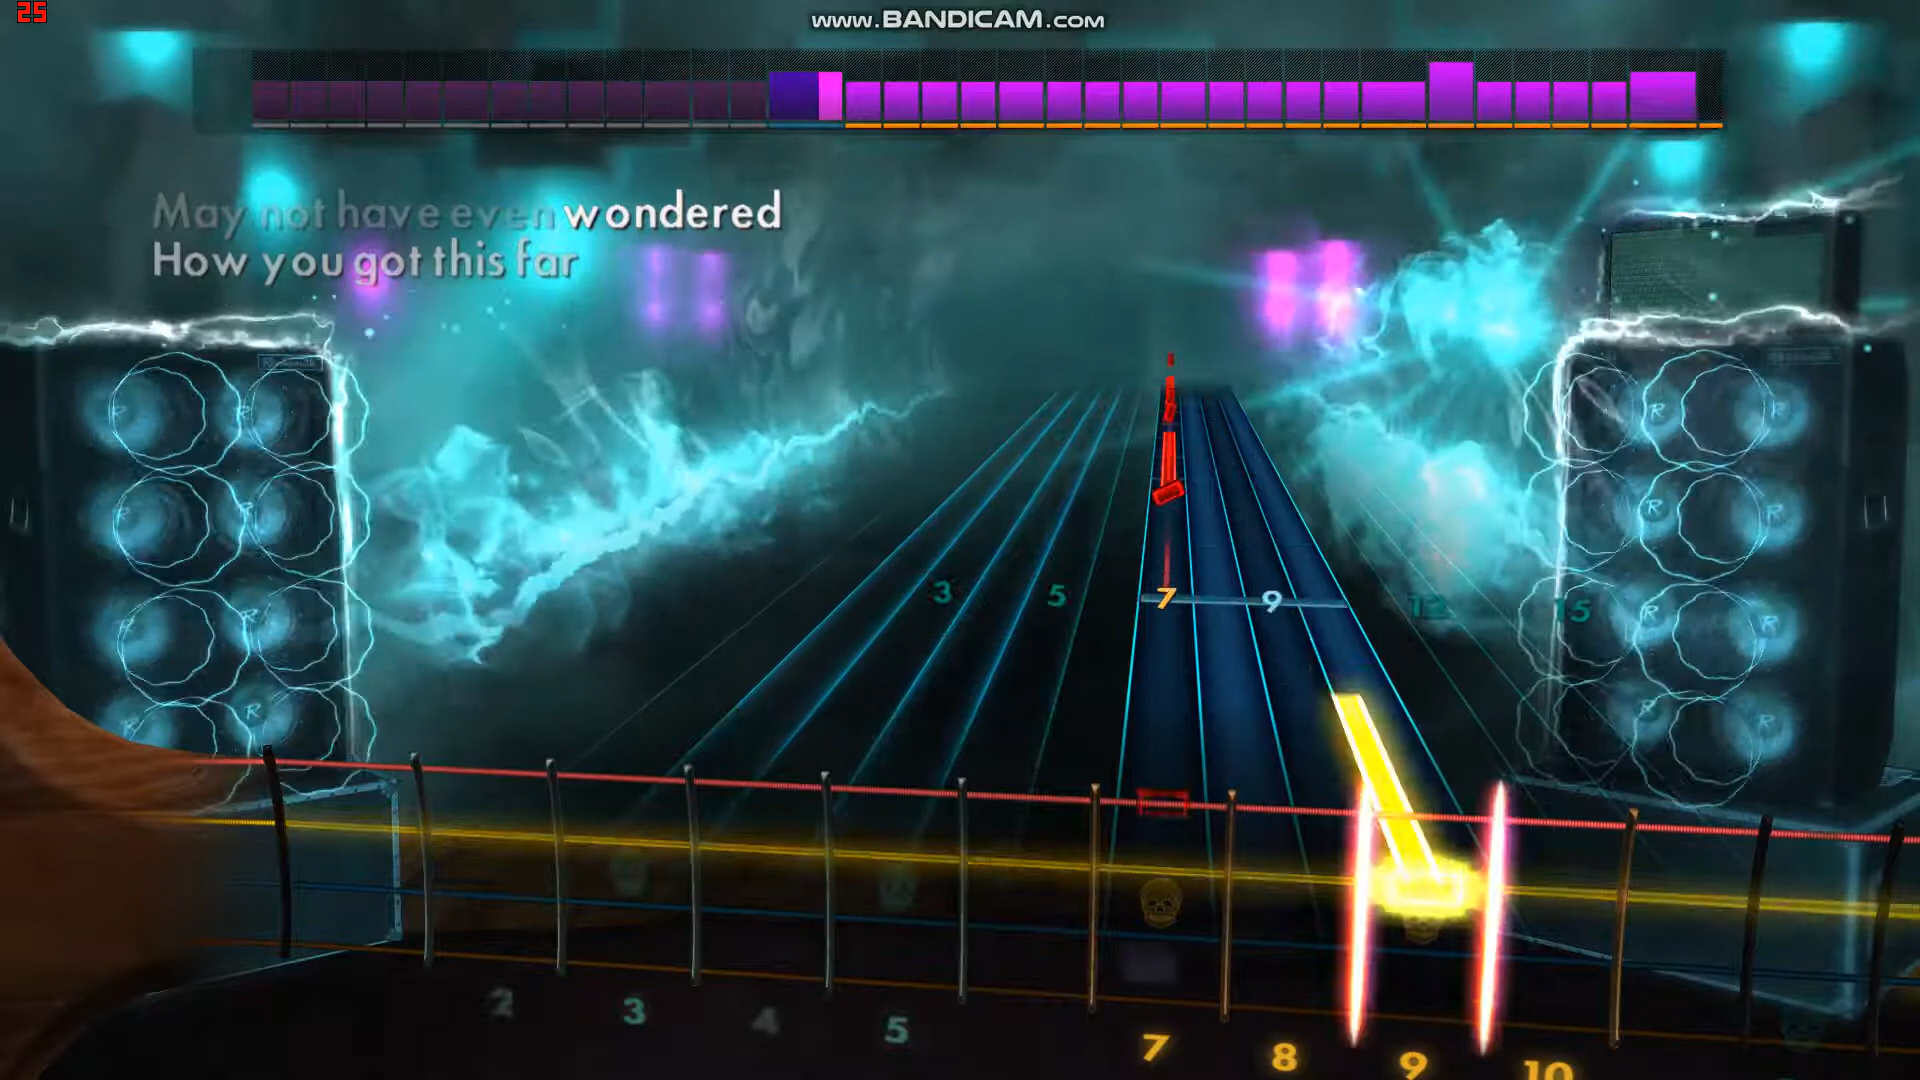 25
www.BANDICAM.com
May not have even wondered
How you got this far
3 5 7 9 12 15
2 3 4 5 7 8 9 10